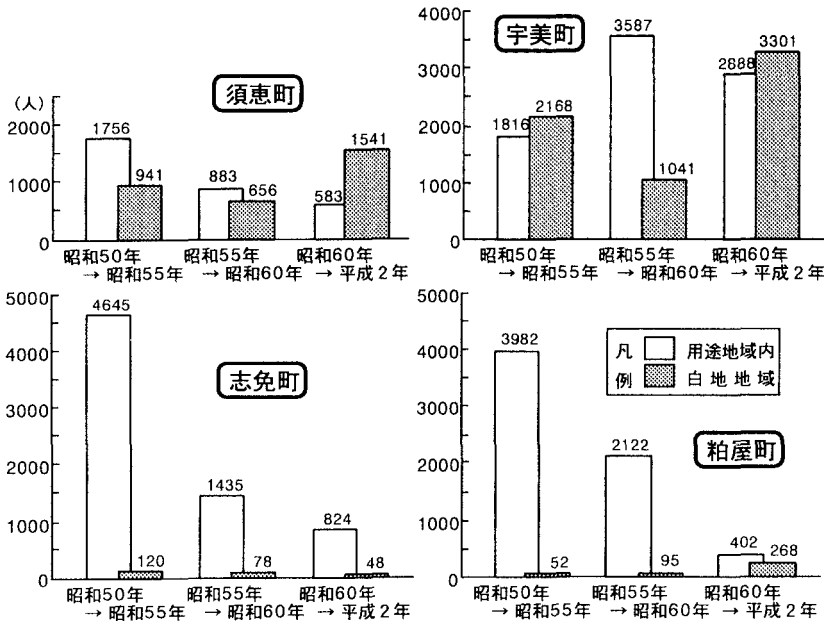 (人)
須恵町
2000
1000
0
1756
941
883
656
583
1541
昭和50年
→ 昭和55年
昭和55年
→ 昭和60年
昭和60年
→ 平成2年
宇美町
4000
3000
2000
1000
0
1816
2168
3587
1041
2888
3301
昭和50年
→ 昭和55年
昭和55年
→ 昭和60年
昭和60年
→ 平成2年
志免町
5000
4000
3000
2000
1000
0
4645
120
1435
78
824
48
昭和50年
→ 昭和55年
昭和55年
→ 昭和60年
昭和60年
→ 平成2年
粕屋町
5000
4000
3000
2000
1000
0
3982
52
2122
95
402
268
昭和50年
→ 昭和55年
昭和55年
→ 昭和60年
昭和60年
→ 平成2年
凡 用途地域内
例 白地地域